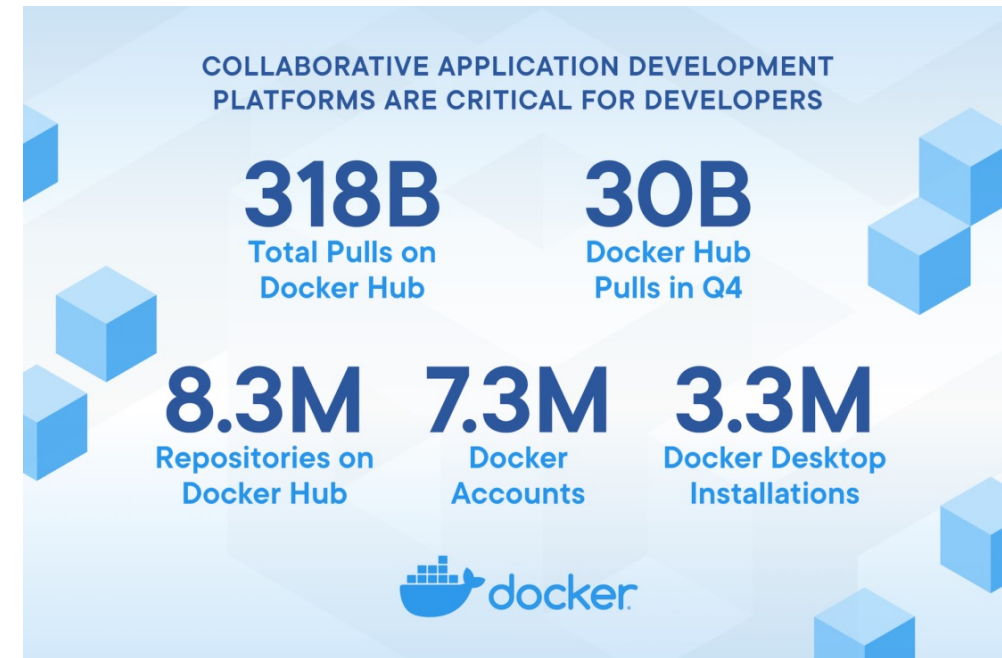 COLLABORATIVE APPLICATION DEVELOPMENT
PLATFORMS ARE CRITICAL FOR DEVELOPERS
318B
Total Pulls on
Docker Hub
30B
Docker Hub
Pulls in Q4
8.3M
Repositories on
Docker Hub
7.3M
Docker
Accounts
3.3M
Docker Desktop
Installations
docker